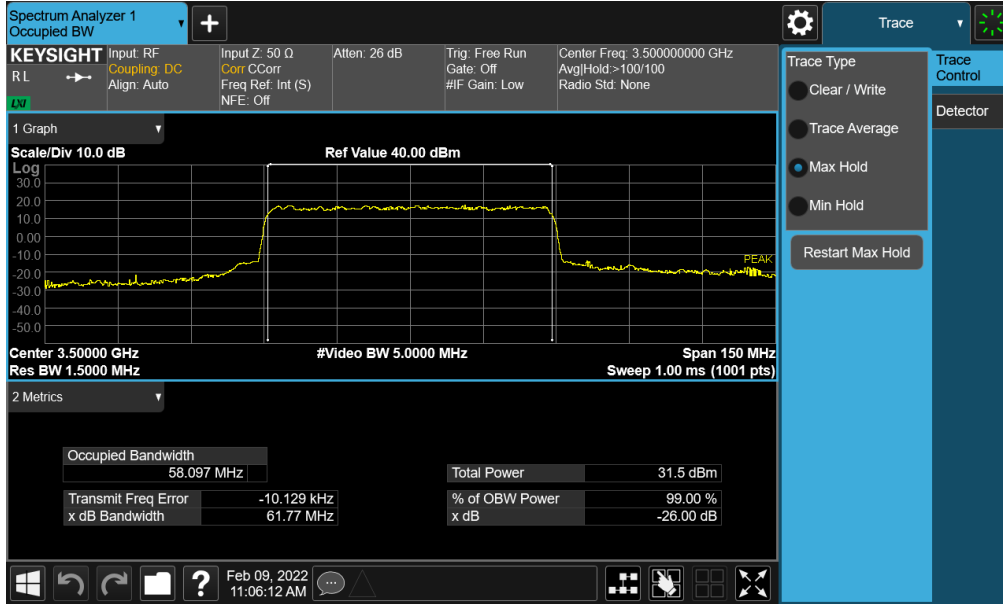 Spectrum Analyzer 1
Occupied BW
Trace
KEYSIGHT
R L
LXI
Input: RF
Coupling: DC
Align: Auto
Input Z: 50 Ω
Corr CCorr
Freq Ref: Int (S)
NFE: Off
Atten: 26 dB
Trig: Free Run
Gate: Off
#IF Gain: Low
Center Freq: 3.500000000 GHz
Avg|Hold:>100/100
Radio Std: None
Trace Type
Clear / Write
Trace Average
Max Hold
Min Hold
Restart Max Hold
Trace
Control
Detector
1 Graph
Scale/Div 10.0 dB
Ref Value 40.00 dBm
Log
30.0
20.0
10.0
0.00
-10.0
-20.0
-30.0
-40.0
-50.0
PEAK
Center 3.50000 GHz
#Video BW 5.0000 MHz
Span 150 MHz
Res BW 1.5000 MHz
Sweep 1.00 ms (1001 pts)
2 Metrics
Occupied Bandwidth
58.097 MHz
Total Power 31.5 dBm
Transmit Freq Error -10.129 kHz
% of OBW Power 99.00 %
x dB Bandwidth 61.77 MHz
x dB -26.00 dB
?
Feb 09, 2022
11:06:12 AM